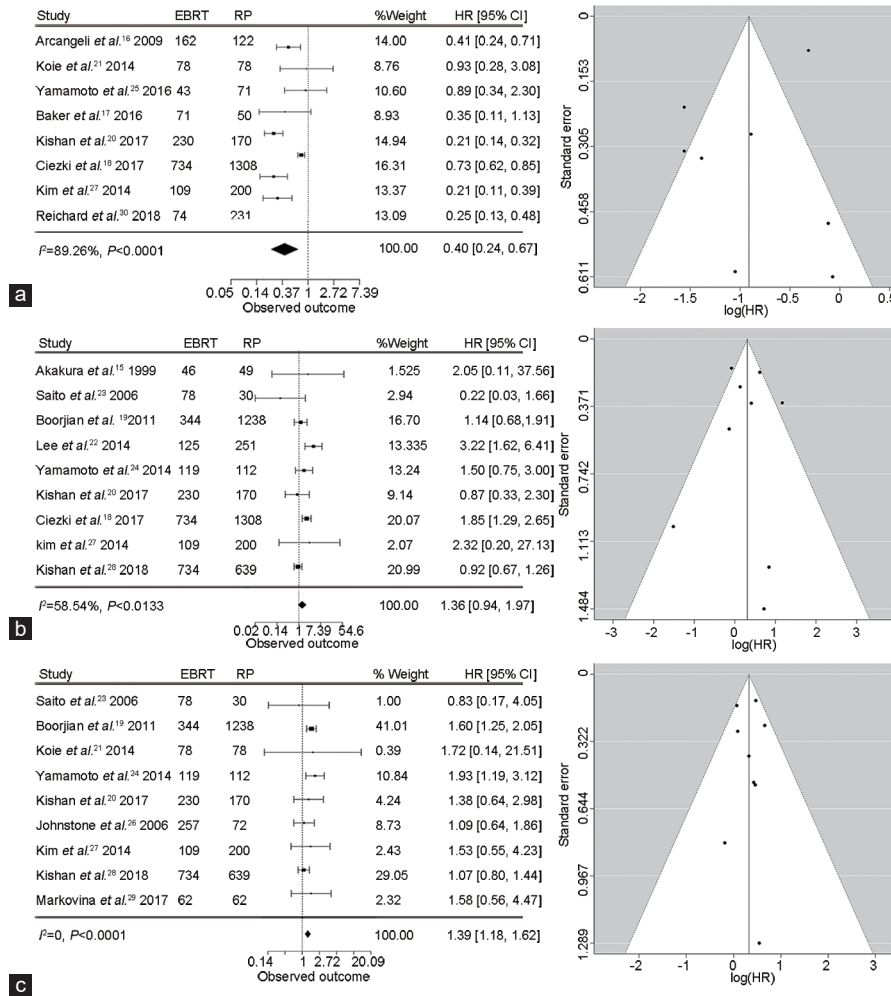 Study EBRT RP %Weight HR [95% CI]
Arcangeli et al.16 2009 162 122 14.00 0.41 [0.24, 0.71]
Koie et al.21 2014 78 78 8.76 0.93 [0.28, 3.08]
Yamamoto et al.25 2016 43 71 10.60 0.89 [0.34, 2.30]
Baker et al.17 2016 71 50 8.93 0.35 [0.11, 1.13]
Kishan et al.20 2017 230 170 14.94 0.21 [0.14, 0.32]
Ciezki et al.18 2017 734 1308 16.31 0.73 [0.62, 0.85]
Kim et al.27 2014 109 200 13.37 0.21 [0.11, 0.39]
Reichard et al.30 2018 74 231 13.09 0.25 [0.13, 0.48]
I2=89.26%, P<0.0001 100.00 0.40 [0.24, 0.67]
0.05 0.14 0.37 1 2.72 7.39
Observed outcome
a
Standard error
0
0.153
0.305
0.458
0.611
−2 −1.5 −1 −0.5 0 0.5
log(HR)
Study EBRT RP %Weight HR [95% CI]
Akakura et al.15 1999 46 49 1.525 2.05 [0.11, 37.56]
Saito et al.23 2006 78 30 2.94 0.22 [0.03, 1.66]
Boorjian et al. 19 2011 344 1238 16.70 1.14 [0.68,1.91]
Lee et al.22 2014 125 251 13.335 3.22 [1.62, 6.41]
Yamamoto et al.24 2014 119 112 13.24 1.50 [0.75, 3.00]
Kishan et al.20 2017 230 170 9.14 0.87 [0.33, 2.30]
Ciezki et al.18 2017 734 1308 20.07 1.85 [1.29, 2.65]
kim et al.27 2014 109 200 2.07 2.32 [0.20, 27.13]
Kishan et al.28 2018 734 639 20.99 0.92 [0.67, 1.26]
I2=58.54%, P<0.0133 100.00 1.36 [0.94, 1.97]
0.02 0.14 1 7.39 54.6
Observed outcome
b
Standard error
0
0.371
0.742
1.113
1.484
−3 −2 −1 0 1 2 3
log(HR)
Study EBRT RP % Weight HR [95% CI]
Saito et al.23 2006 78 30 1.00 0.83 [0.17, 4.05]
Boorjian et al.19 2011 344 1238 41.01 1.60 [1.25, 2.05]
Koie et al.21 2014 78 78 0.39 1.72 [0.14, 21.51]
Yamamoto et al.24 2014 119 112 10.84 1.93 [1.19, 3.12]
Kishan et al.20 2017 230 170 4.24 1.38 [0.64, 2.98]
Johnstone et al.26 2006 257 72 8.73 1.09 [0.64, 1.86]
Kim et al.27 2014 109 200 2.43 1.53 [0.55, 4.23]
Kishan et al.28 2018 734 639 29.05 1.07 [0.80, 1.44]
Markovina et al.29 2017 62 62 2.32 1.58 [0.56, 4.47]
I2=0, P<0.0001 100.00 1.39 [1.18, 1.62]
0.14 1 2.72 20.09
Observed outcome
c
Standard error
0
0.322
0.644
0.967
1.289
−2 −1 0 1 2 3
log(HR)